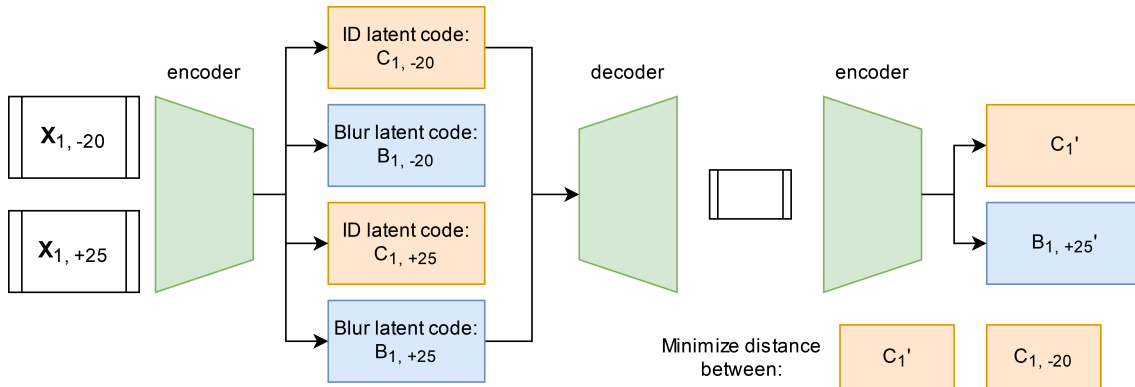 encoder
X1, -20
X1, +25
ID latent code:
C1, -20
Blur latent code:
B1, -20
ID latent code:
C1, +25
Blur latent code:
B1, +25
decoder
encoder
C1'
B1, +25'
Minimize distance
between:
C1'
C1, -20